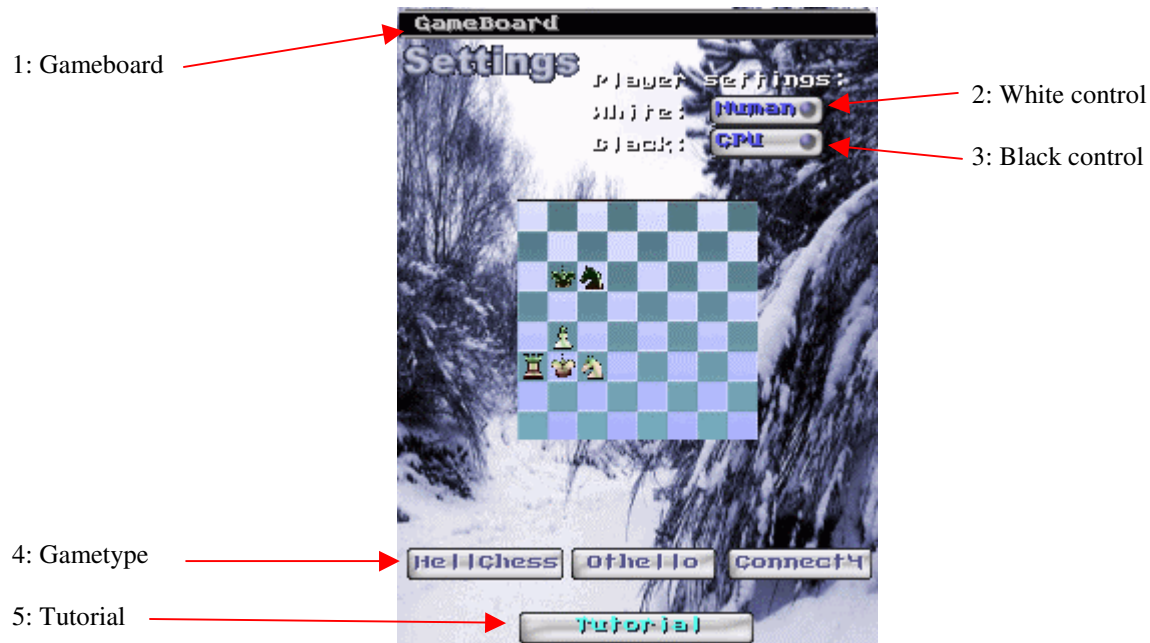 GameBoard
1: Gameboard
Settings
Player settings:
White: Human
2: White control
Black: CPU
3: Black control
4: Gametype
HellChess Othello Connect4
5: Tutorial
Tutorial